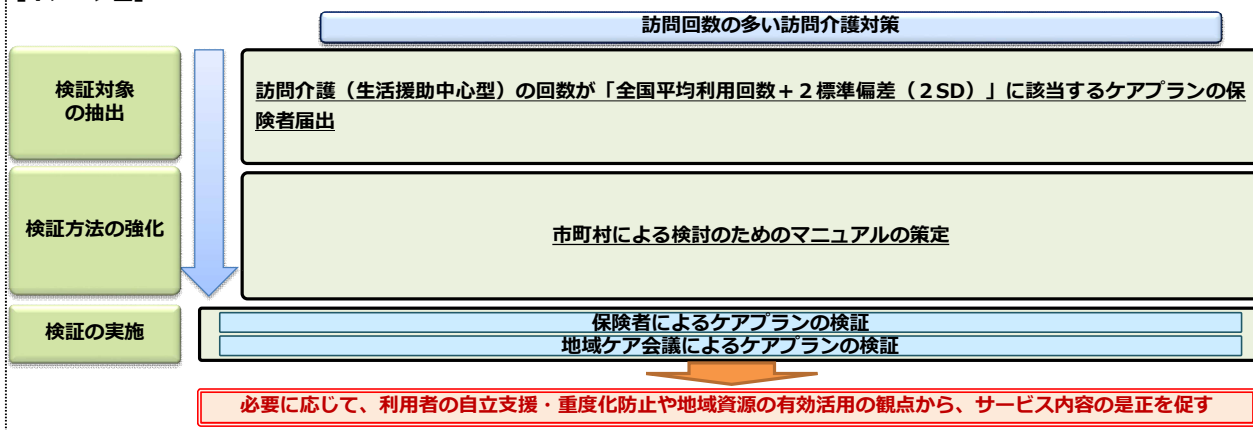 訪問回数の多い訪問介護対策
検証対象
の抽出
訪問介護（生活援助中心型）の回数が「全国平均利用回数＋２標準偏差（２SD）」に該当するケアプランの保
険者届出
検証方法の強化
市町村による検討のためのマニュアルの策定
検証の実施
保険者によるケアプランの検証
地域ケア会議によるケアプランの検証
必要に応じて、利用者の自立支援・重度化防止や地域資源の有効活用の観点から、サービス内容の是正を促す